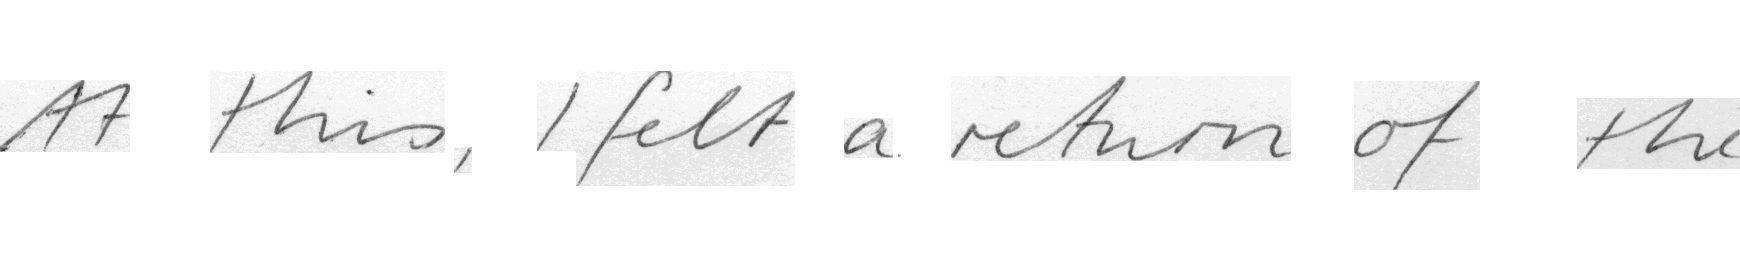 At this, I felt a return of the